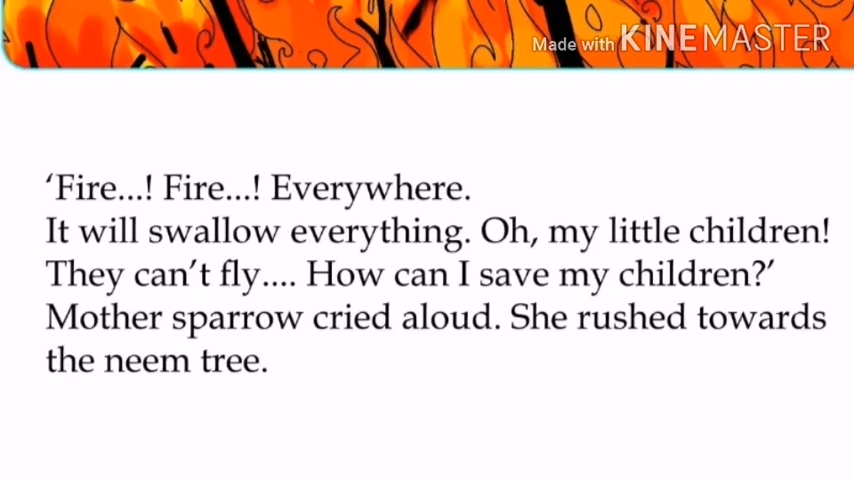 Made with KINEMASTER
‘Fire...! Fire...! Everywhere.
It will swallow everything. Oh, my little children!
They can’t fly.... How can I save my children?’
Mother sparrow cried aloud. She rushed towards
the neem tree.